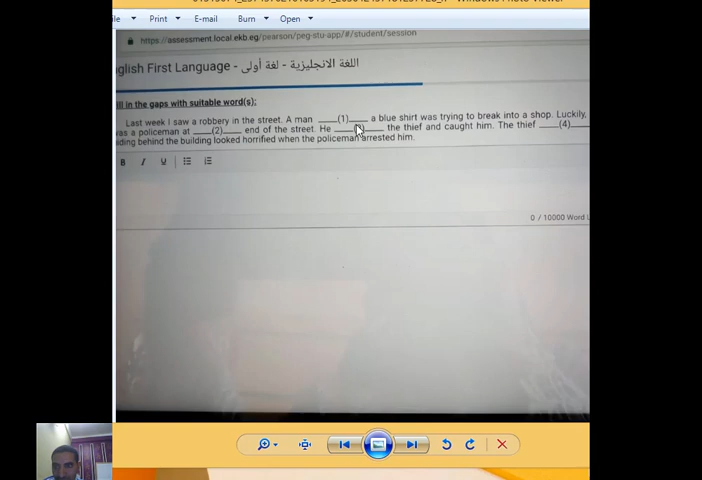 Print E-mail Burn Open
https://assessment.local.ekb.eg/pearson/peg-stu-app/#/student/session
glish First Language - اللغة الانجليزية - لغة أولى
ill in the gaps with suitable word(s):
Last week I saw a robbery in the street. A man ____(1)____ a blue shirt was trying to break into a shop. Luckily,
as a policeman at ____(2)____ end of the street. He ____ ____ the thief and caught him. The thief ____(4)____
iding behind the building looked horrified when the policeman arrested him.
B I U
0 / 10000 Word